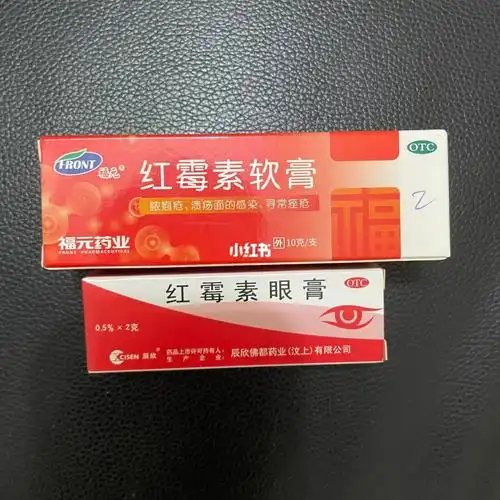 FRONT
福元®
OTC
红霉素软膏
脓疱疮、溃疡面的感染、寻常痤疮
2
福
福元药业
FRONT PHARMACEUTICAL
小红书
外 10克/支
红霉素眼膏
OTC
0.5% × 2克
CISEN 辰欣
药品上市许可持有人:
生产企业:
辰欣佛都药业(汶上)有限公司